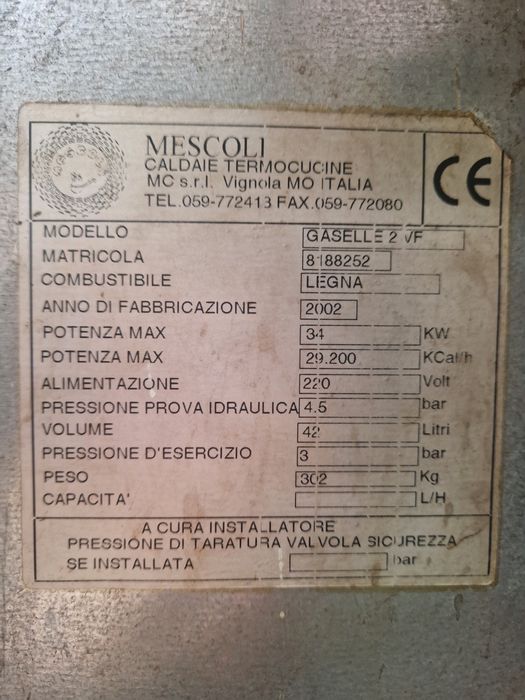 MESCOLI
CALDAIE TERMOCUCINE
MC s.r.l. Vignola MO ITALIA
TEL.059-772413 FAX.059-772080
CE
MODELLO GASELLE 2 VF
MATRICOLA 8188252
COMBUSTIBILE LEGNA
ANNO DI FABBRICAZIONE 2002
POTENZA MAX 34 KW
POTENZA MAX 29.200 KCal/h
ALIMENTAZIONE 220 Volt
PRESSIONE PROVA IDRAULICA 4.5 bar
VOLUME 42 Litri
PRESSIONE D'ESERCIZIO 3 bar
PESO 302 Kg
CAPACITA' L/H
A CURA INSTALLATORE
PRESSIONE DI TARATURA VALVOLA SICUREZZA
SE INSTALLATA bar